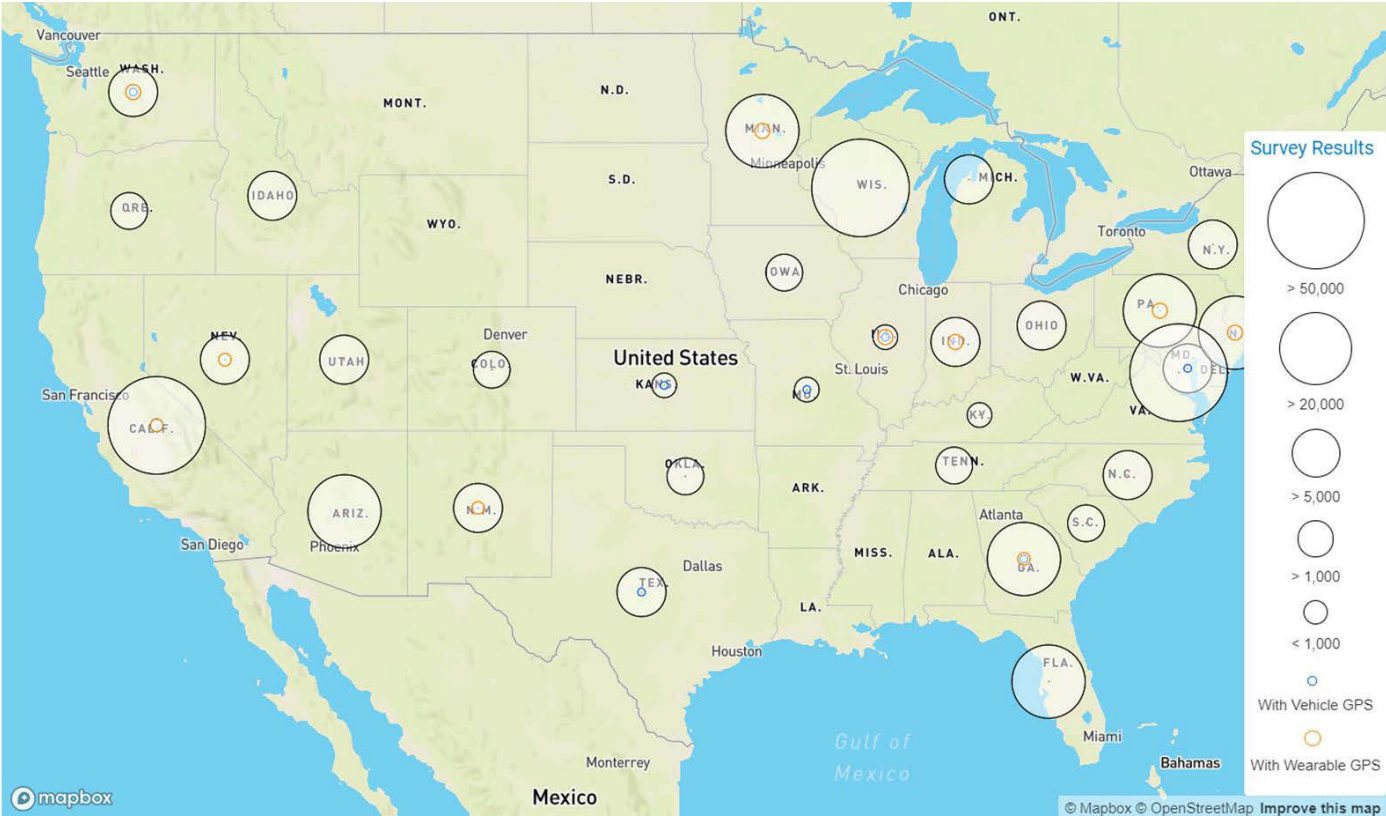 ONT.
Vancouver
Seattle
WASH.
MONT.
N.D.
MINN.
Minneapolis
WIS.
MICH.
Ottawa
Toronto
N.Y.
ORE.
IDAHO
WYO.
S.D.
NEBR.
Chicago
PA.
OHIO
IND.
NEV.
UTAH
Denver
COLO.
United States
KANS.
St. Louis
MO.
W.VA.
VA.
MD.
DEL.
San Francisco
CALIF.
KY.
TENN.
N.C.
S.C.
OKLA.
ARK.
Atlanta
GA.
MISS.
ALA.
ARIZ.
Phoenix
N.M.
San Diego
Dallas
TEX.
LA.
Houston
FLA.
Miami
Gulf of
Mexico
Monterrey
Mexico
Bahamas
Survey Results
> 50,000
> 20,000
> 5,000
> 1,000
< 1,000
With Vehicle GPS
With Wearable GPS
mapbox
© Mapbox © OpenStreetMap Improve this map